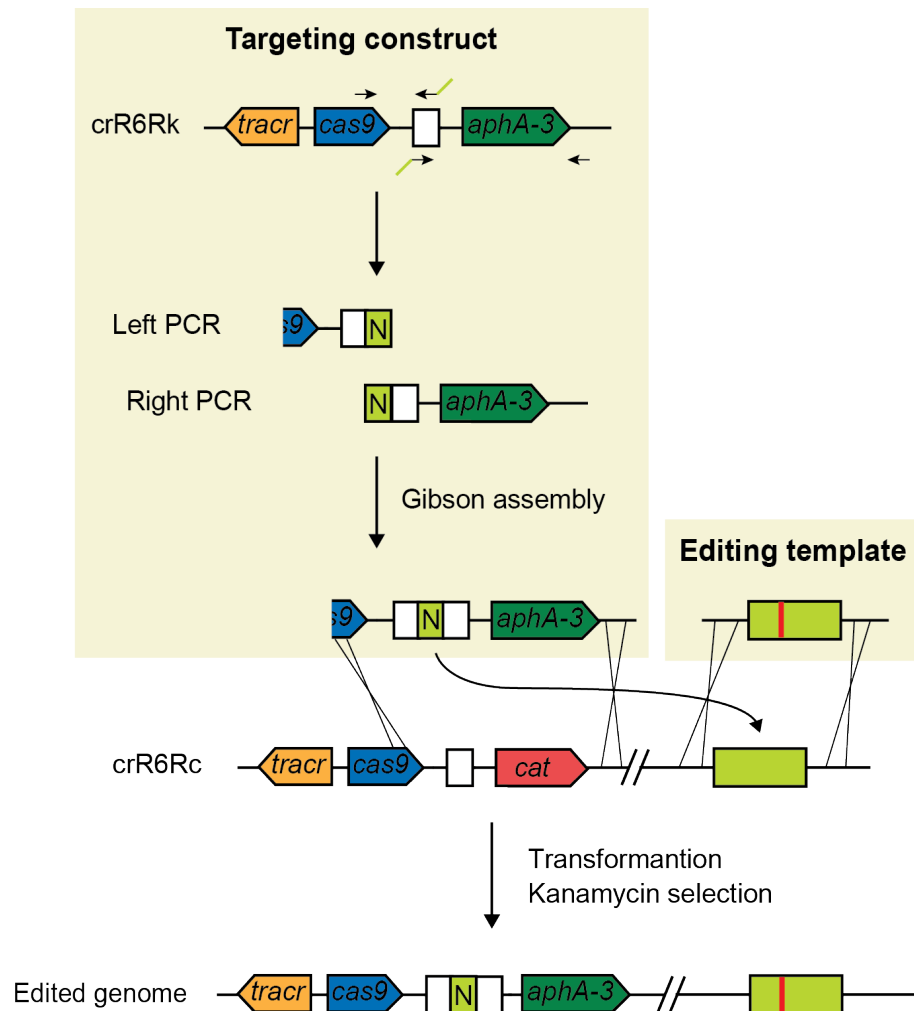 Targeting construct
crR6Rk
tracr
cas9
aphA-3
Left PCR
s9
N
Right PCR
N
aphA-3
Gibson assembly
Editing template
s9
N
aphA-3
crR6Rc
tracr
cas9
cat
Transformantion
Kanamycin selection
Edited genome
tracr
cas9
N
aphA-3